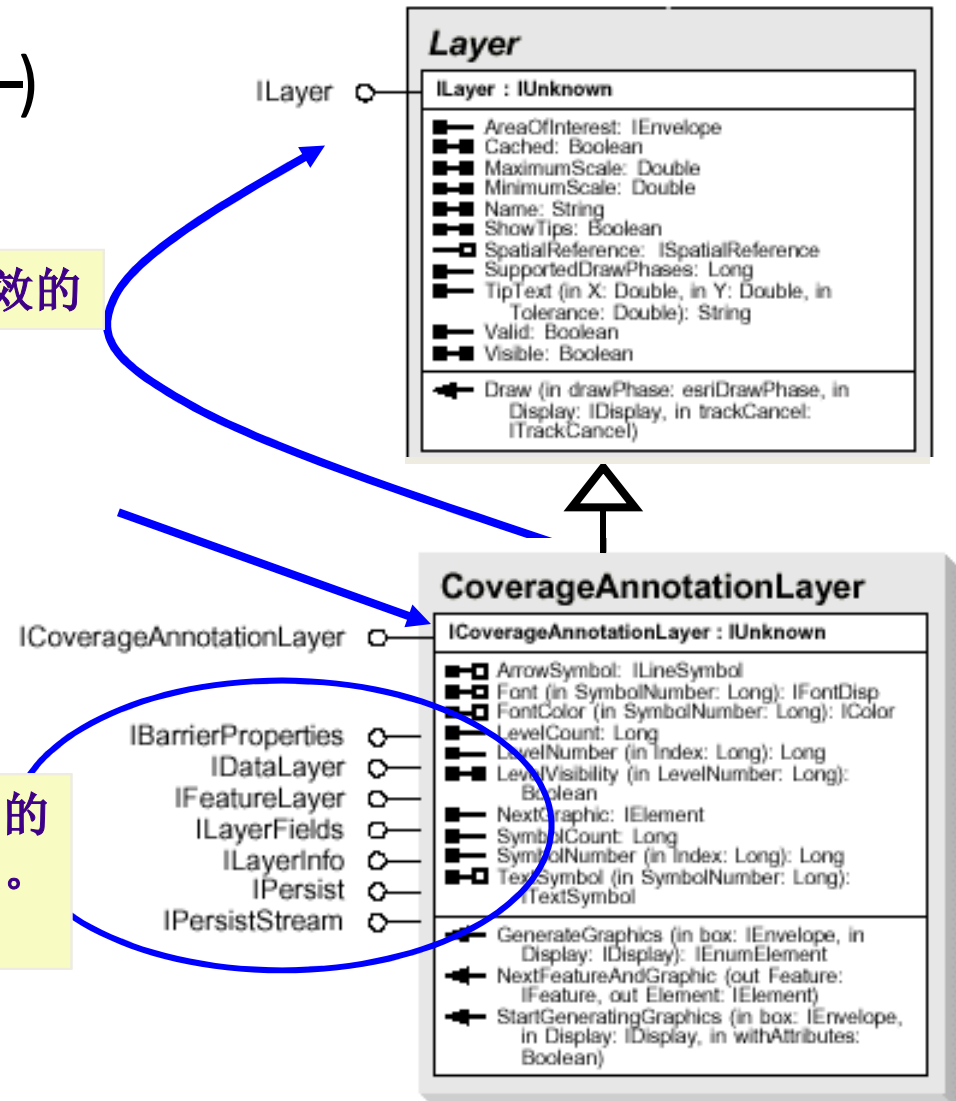 —)
Layer
ILayer
ILayer : IUnknown
AreaOfInterest: IEnvelope
Cached: Boolean
MaximumScale: Double
MinimumScale: Double
Name: String
ShowTips: Boolean
SpatialReference: ISpatialReference
SupportedDrawPhases: Long
TipText (in X: Double, in Y: Double, in
Tolerance: Double): String
Valid: Boolean
Visible: Boolean
Draw (in drawPhase: esriDrawPhase, in
Display: IDisplay, in trackCancel:
ITrackCancel)
效的
CoverageAnnotationLayer
ICoverageAnnotationLayer
ICoverageAnnotationLayer : IUnknown
ArrowSymbol: ILineSymbol
Font (in SymbolNumber: Long): IFontDisp
FontColor (in SymbolNumber: Long): IColor
LevelCount: Long
LevelNumber (in Index: Long): Long
LevelVisibility (in LevelNumber: Long):
Boolean
NextGraphic: IElement
SymbolCount: Long
SymbolNumber (in Index: Long): Long
TextSymbol (in SymbolNumber: Long):
ITextSymbol
GenerateGraphics (in box: IEnvelope, in
Display: IDisplay): IEnumElement
NextFeatureAndGraphic (out Feature:
IFeature, out Element: IElement)
StartGeneratingGraphics (in box: IEnvelope,
in Display: IDisplay, in withAttributes:
Boolean)
IBarrierProperties
IDataLayer
IFeatureLayer
ILayerFields
ILayerInfo
IPersist
IPersistStream
的
。